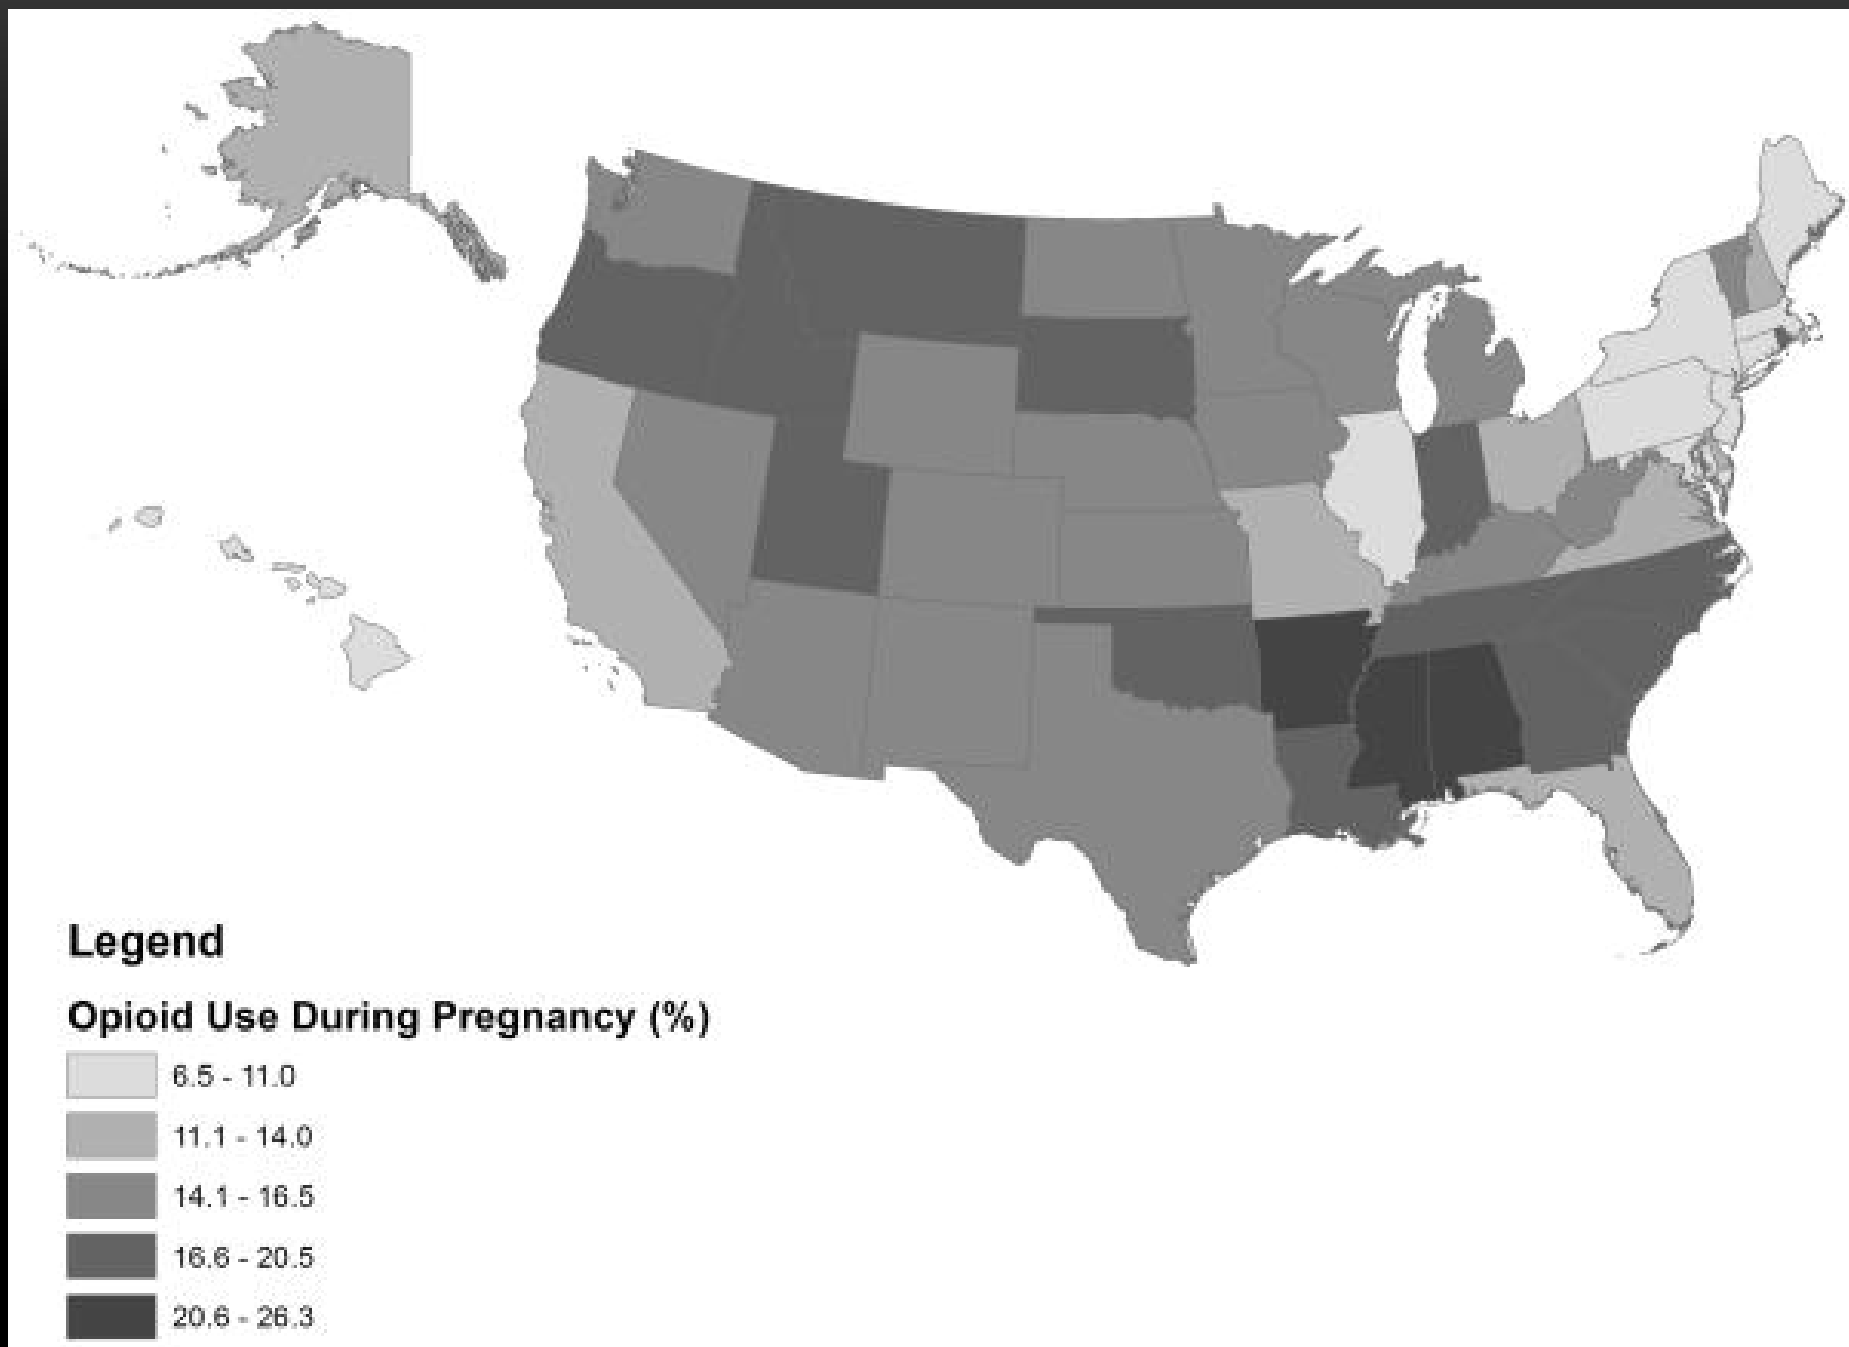 Legend
Opioid Use During Pregnancy (%)
6.5 - 11.0
11.1 - 14.0
14.1 - 16.5
16.6 - 20.5
20.6 - 26.3